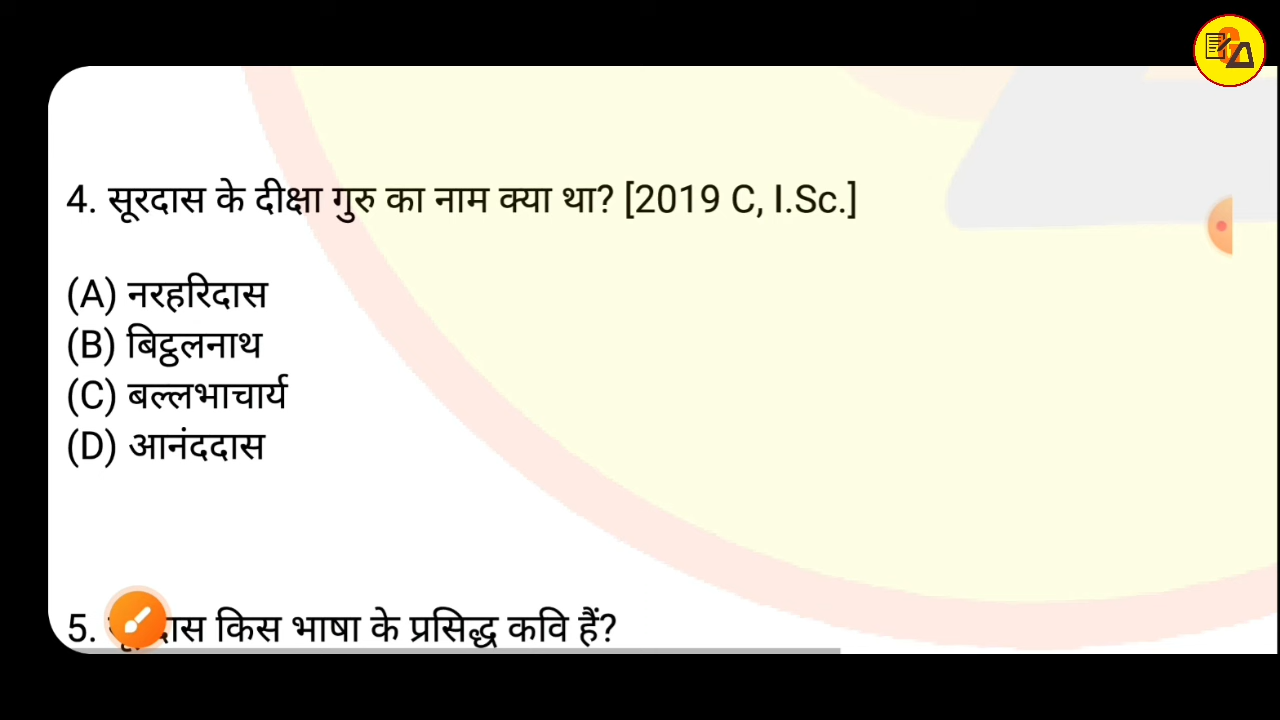 4. सूरदास के दीक्षा गुरु का नाम क्या था? [2019 C, I.Sc.]
(A) नरहरिदास
(B) बिट्ठलनाथ
(C) बल्लभाचार्य
(D) आनंददास
5. किस भाषा के प्रसिद्ध कवि हैं?